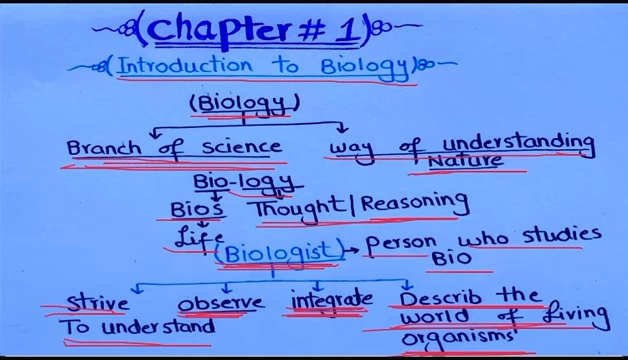 (Chapter # 1)
(Introduction to Biology)
(Biology)
Branch of science way of understanding
Nature
Bio-logy
Bios Thought/Reasoning
Life
(Biologist) → Person who studies
Bio
strive observe integrate Describ the
To understand world of living
organisms'